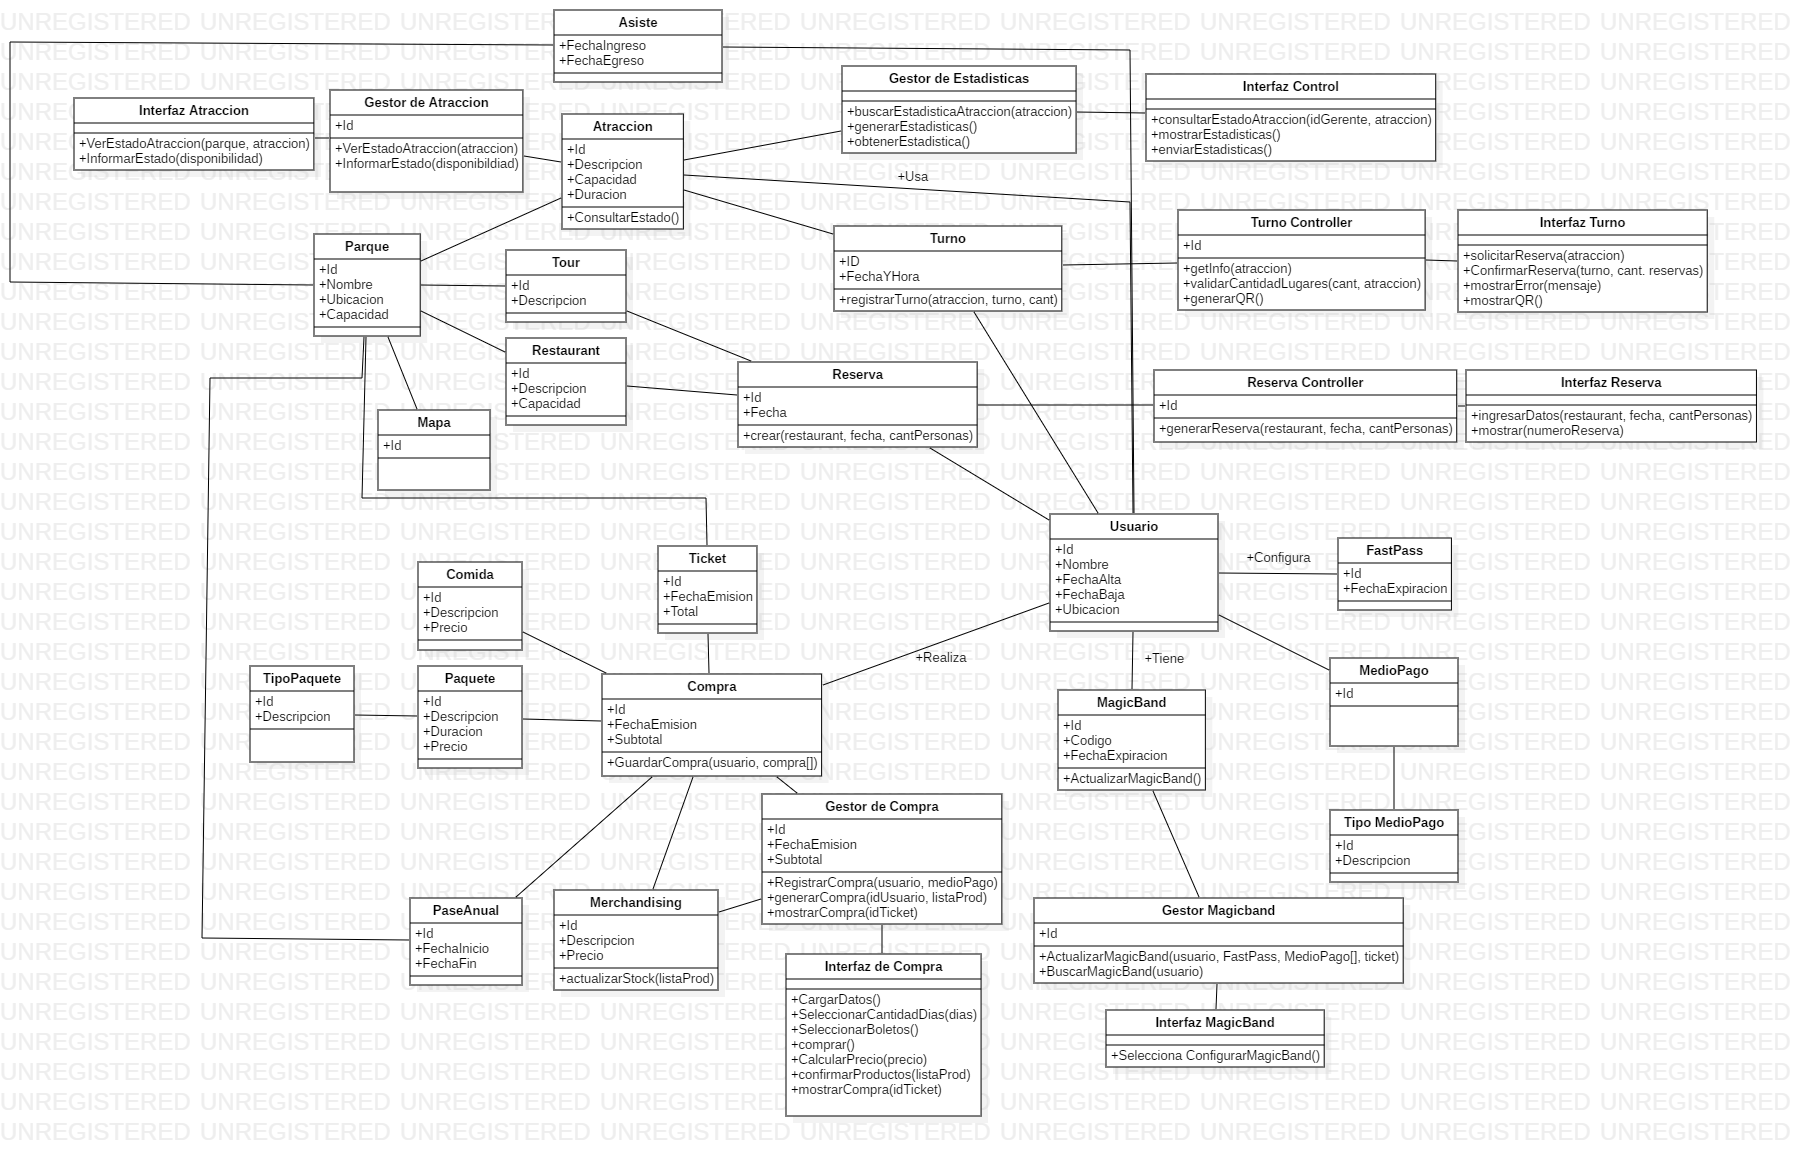 Asiste
+FechaIngreso
+FechaEgreso
Interfaz Atraccion
+VerEstadoAtraccion(parque, atraccion)
+InformarEstado(disponibilidad)
Gestor de Atraccion
+Id
+VerEstadoAtraccion(atraccion)
+InformarEstado(disponibildiad)
Atraccion
+Id
+Descripcion
+Capacidad
+Duracion
+ConsultarEstado()
Gestor de Estadisticas
+buscarEstadisticaAtraccion(atraccion)
+generarEstadisticas()
+obtenerEstadistica()
Interfaz Control
+consultarEstadoAtraccion(idGerente, atraccion)
+mostrarEstadisticas()
+enviarEstadisticas()
+Usa
Parque
+Id
+Nombre
+Ubicacion
+Capacidad
Tour
+Id
+Descripcion
Turno
+ID
+FechaYHora
+registrarTurno(atraccion, turno, cant)
Turno Controller
+Id
+getInfo(atraccion)
+validarCantidadLugares(cant, atraccion)
+generarQR()
Interfaz Turno
+solicitarReserva(atraccion)
+ConfirmarReserva(turno, cant. reservas)
+mostrarError(mensaje)
+mostrarQR()
Restaurant
+Id
+Descripcion
+Capacidad
Mapa
+Id
Reserva
+Id
+Fecha
+crear(restaurant, fecha, cantPersonas)
Reserva Controller
+Id
+generarReserva(restaurant, fecha, cantPersonas)
Interfaz Reserva
+ingresarDatos(restaurant, fecha, cantPersonas)
+mostrar(numeroReserva)
Usuario
+Id
+Nombre
+FechaAlta
+FechaBaja
+Ubicacion
+Configura
FastPass
+Id
+FechaExpiracion
Ticket
+Id
+FechaEmision
+Total
Comida
+Id
+Descripcion
+Precio
+Realiza
+Tiene
TipoPaquete
+Id
+Descripcion
Paquete
+Id
+Descripcion
+Duracion
+Precio
Compra
+Id
+FechaEmision
+Subtotal
+GuardarCompra(usuario, compra[])
MagicBand
+Id
+Codigo
+FechaExpiracion
+ActualizarMagicBand()
MedioPago
+Id
Tipo MedioPago
+Id
+Descripcion
Gestor de Compra
+Id
+FechaEmision
+Subtotal
+RegistrarCompra(usuario, medioPago)
+generarCompra(idUsuario, listaProd)
+mostrarCompra(idTicket)
PaseAnual
+Id
+FechaInicio
+FechaFin
Merchandising
+Id
+Descripcion
+Precio
+actualizarStock(listaProd)
Gestor Magicband
+Id
+ActualizarMagicBand(usuario, FastPass, MedioPago[], ticket)
+BuscarMagicBand(usuario)
Interfaz de Compra
+CargarDatos()
+SeleccionarCantidadDias(dias)
+SeleccionarBoletos()
+comprar()
+CalcularPrecio(precio)
+confirmarProductos(listaProd)
+mostrarCompra(idTicket)
Interfaz MagicBand
+Selecciona ConfigurarMagicBand()
UNREGISTERED